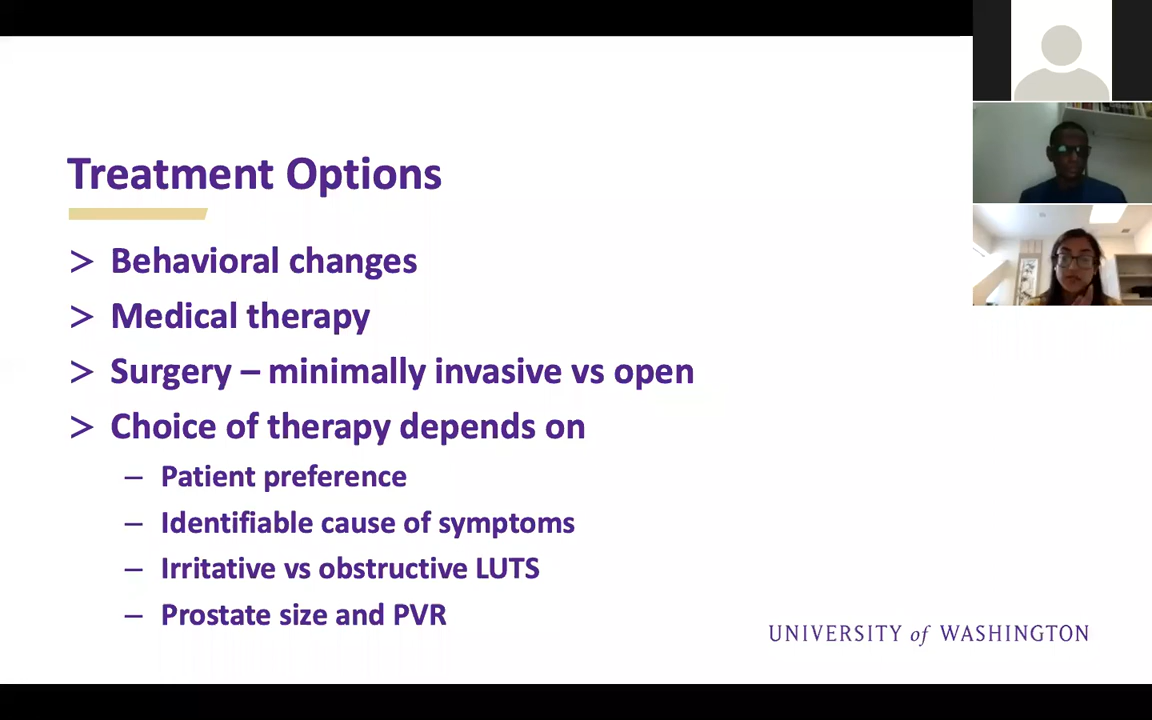 Treatment Options
> Behavioral changes
> Medical therapy
> Surgery – minimally invasive vs open
> Choice of therapy depends on
– Patient preference
– Identifiable cause of symptoms
– Irritative vs obstructive LUTS
– Prostate size and PVR
UNIVERSITY of WASHINGTON